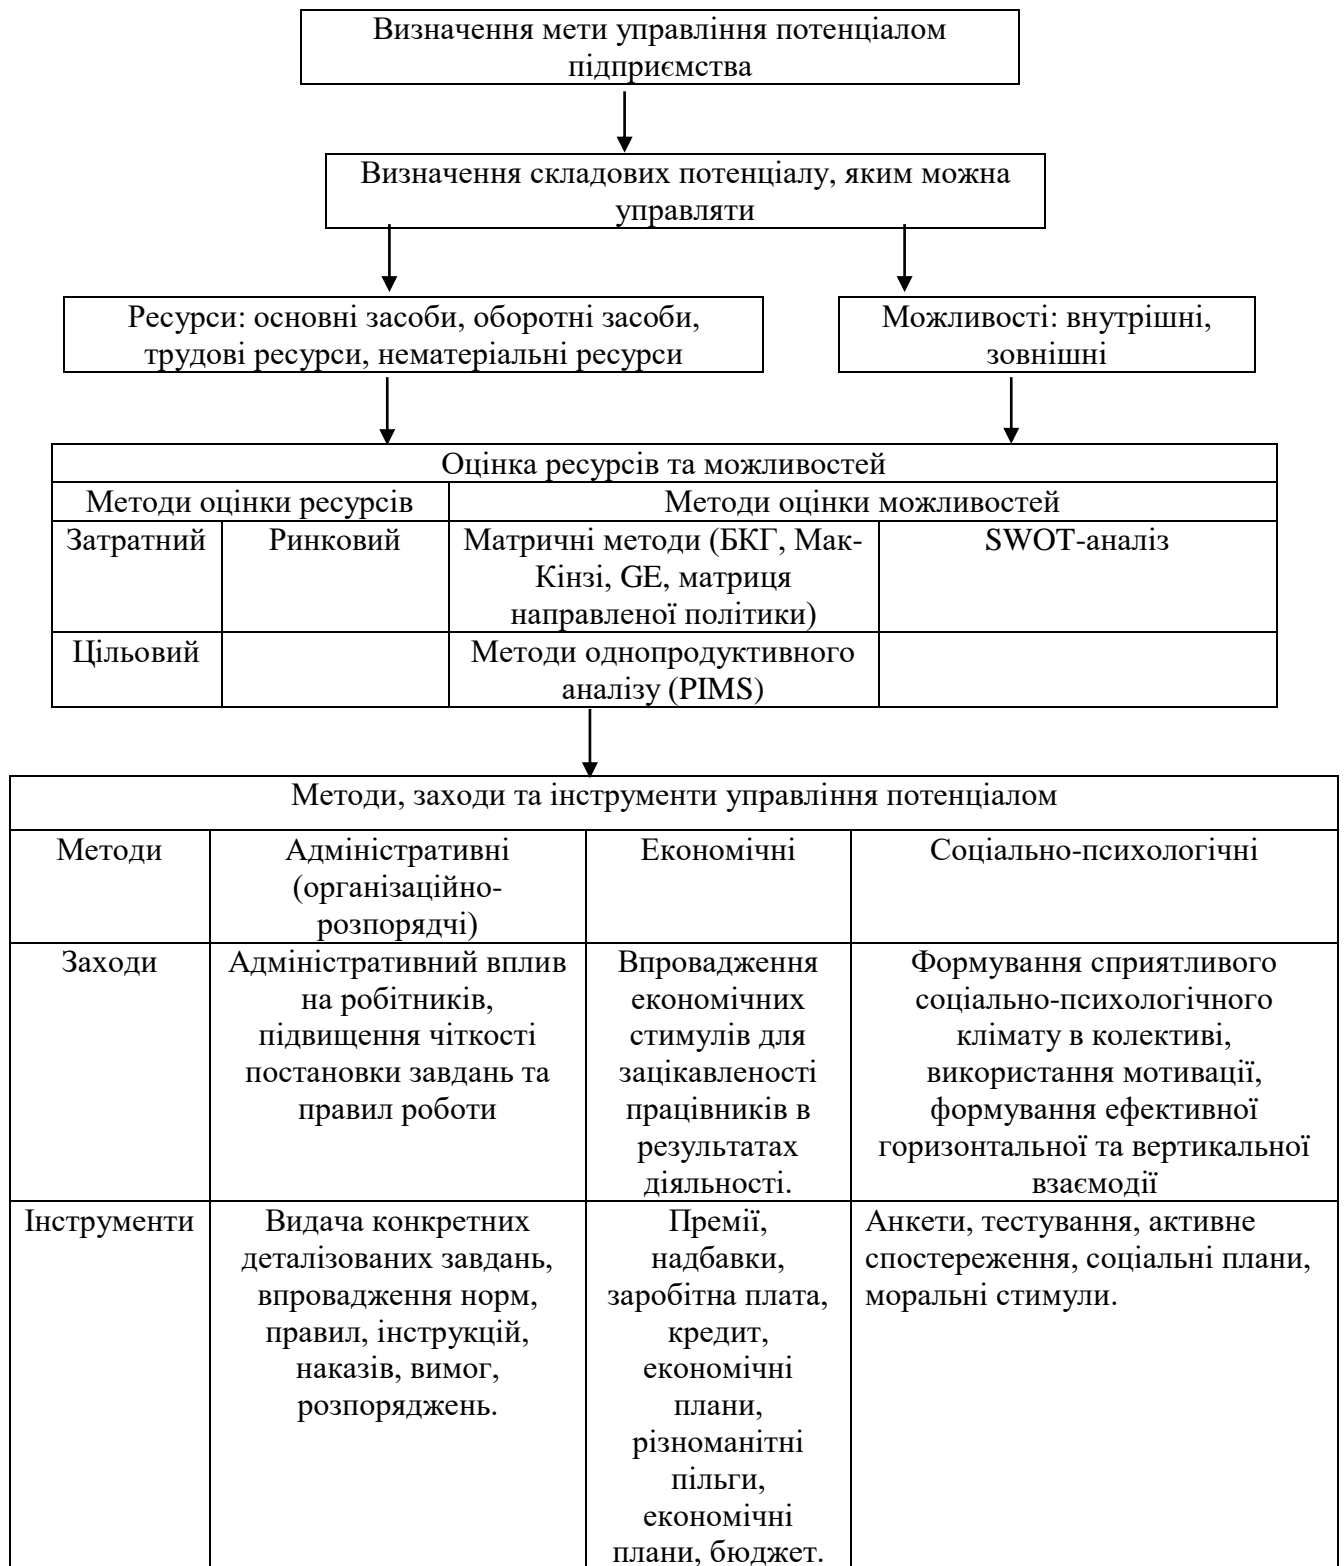 Визначення мети управління потенціалом
підприємства
Визначення складових потенціалу, яким можна
управляти
Ресурси: основні засоби, оборотні засоби,
трудові ресурси, нематеріальні ресурси
Можливості: внутрішні,
зовнішні
Оцінка ресурсів та можливостей
Методи оцінки ресурсів
Методи оцінки можливостей
Затратний
Ринковий
Матричні методи (БКГ, Мак-
Кінзі, GE, матриця
направленої політики)
SWOT-аналіз
Цільовий
Методи однопродуктивного
аналізу (PIMS)
Методи, заходи та інструменти управління потенціалом
Методи
Адміністративні
(організаційно-
розпорядчі)
Економічні
Соціально-психологічні
Заходи
Адміністративний вплив
на робітників,
підвищення чіткості
постановки завдань та
правил роботи
Впровадження
економічних
стимулів для
зацікавленості
працівників в
результатах
діяльності.
Формування сприятливого
соціально-психологічного
клімату в колективі,
використання мотивації,
формування ефективної
горизонтальної та вертикальної
взаємодії
Інструменти
Видача конкретних
деталізованих завдань,
впровадження норм,
правил, інструкцій,
наказів, вимог,
розпоряджень.
Премії,
надбавки,
заробітна плата,
кредит,
економічні
плани,
різноманітні
пільги,
економічні
плани, бюджет.
Анкети, тестування, активне
спостереження, соціальні плани,
моральні стимули.